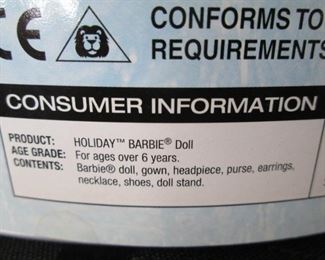 CE
CONFORMS TO
REQUIREMENTS
CONSUMER INFORMATION
PRODUCT: HOLIDAY™ BARBIE® Doll
AGE GRADE: For ages over 6 years.
CONTENTS: Barbie® doll, gown, headpiece, purse, earrings,
necklace, shoes, doll stand.